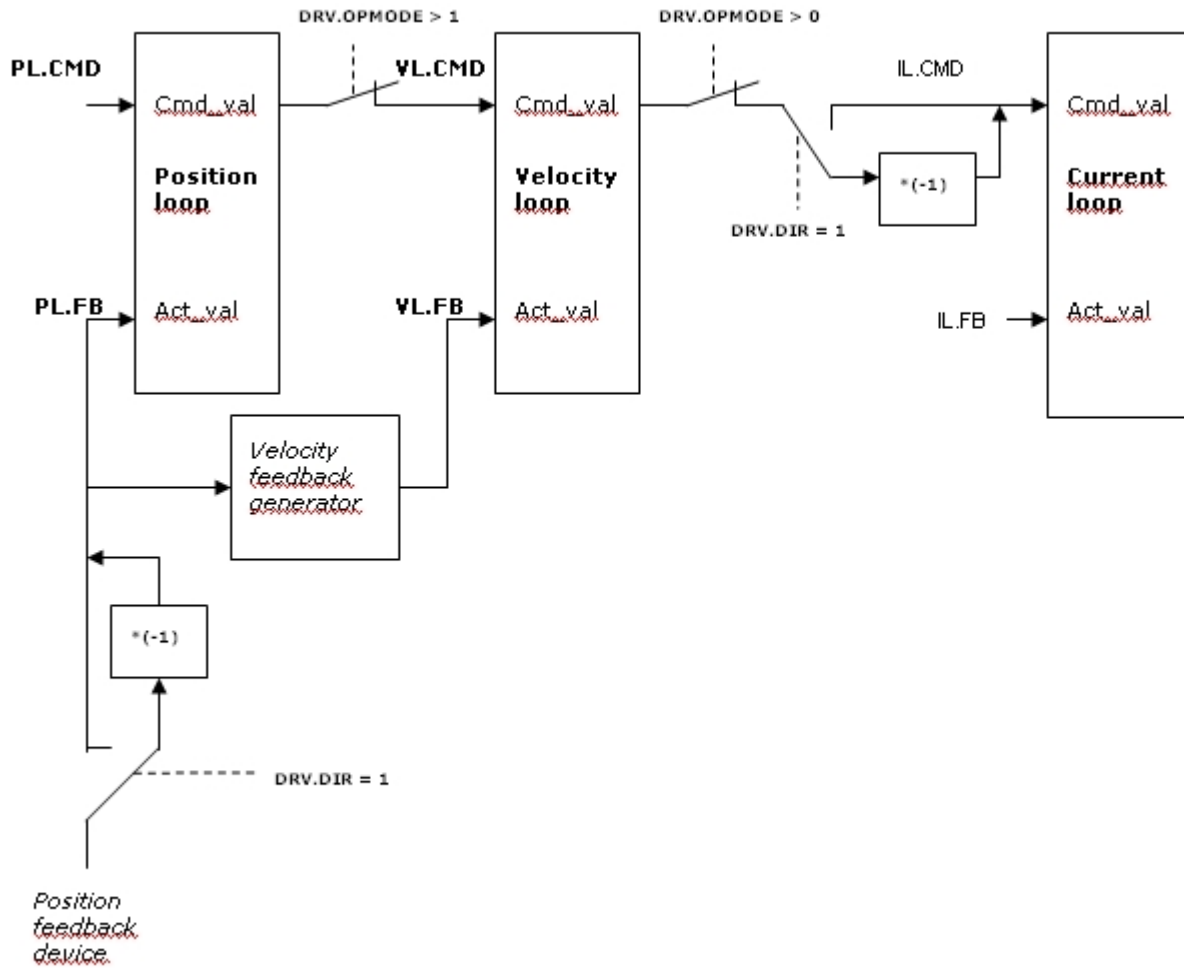 DRV.OPMODE > 1
DRV.OPMODE > 0
PL.CMD
VL.CMD
IL.CMD
Cmd_val
Cmd_val
Cmd_val
Position
loop
Velocity
loop
*(-1)
Current
loop
DRV.DIR = 1
PL.FB
Act_val
VL.FB
Act_val
IL.FB
Act_val
Velocity
feedback
generator
*(-1)
DRV.DIR = 1
Position
feedback
device